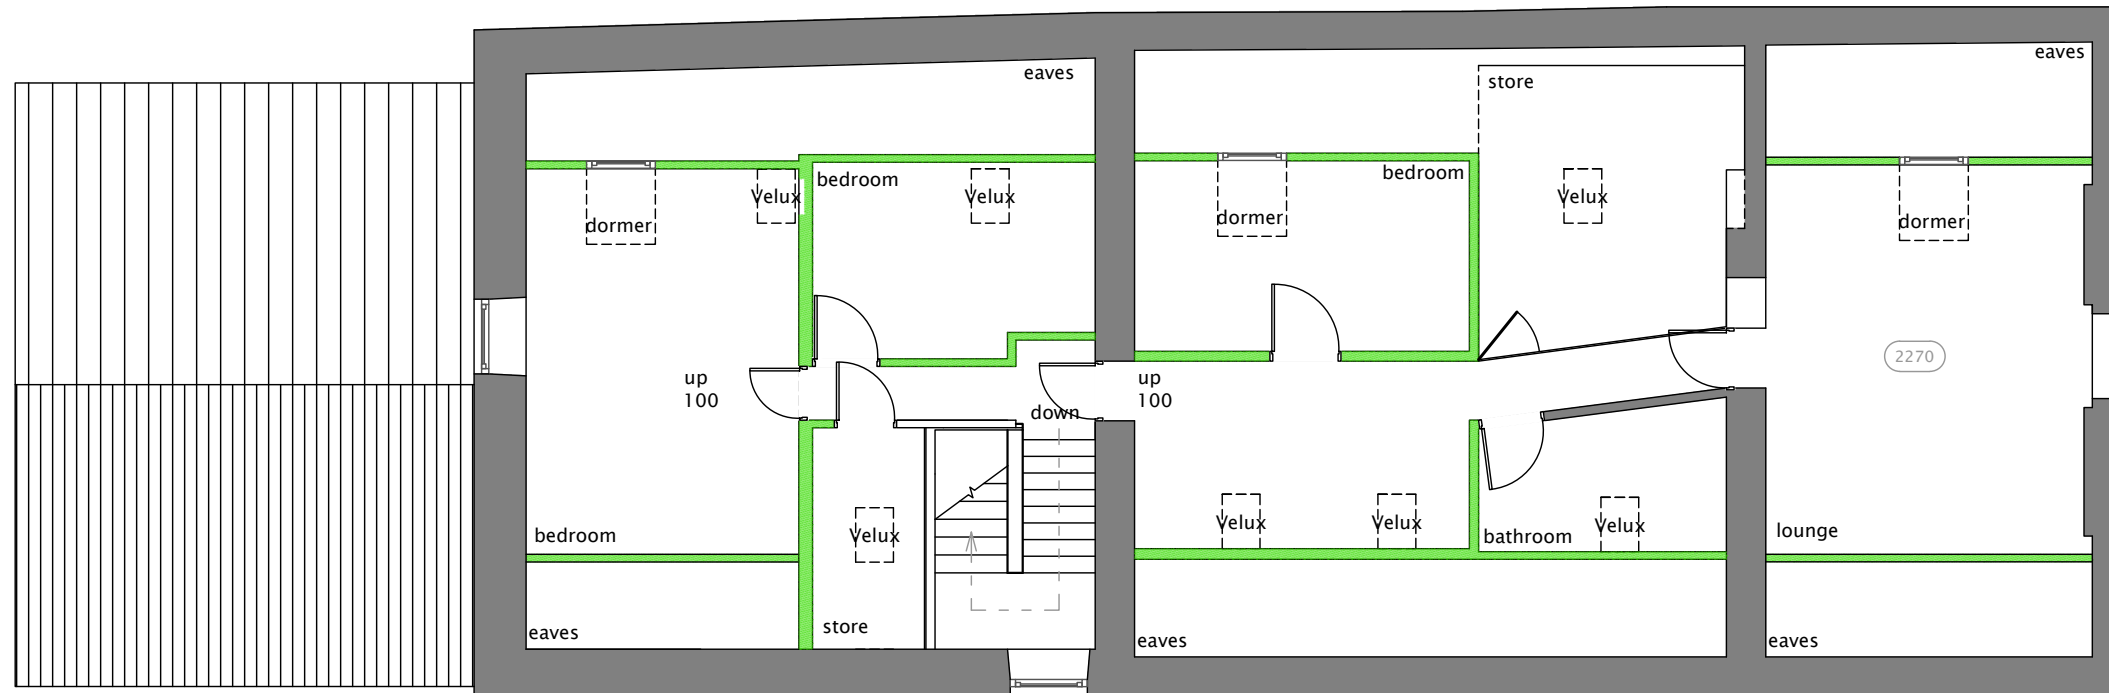 eaves
eaves
store
bedroom
bedroom
Velux
Velux
Velux
dormer
dormer
dormer
2270
up
100
up
100
down
Velux
Velux
Velux
Velux
bedroom
bathroom
lounge
store
eaves
eaves
eaves